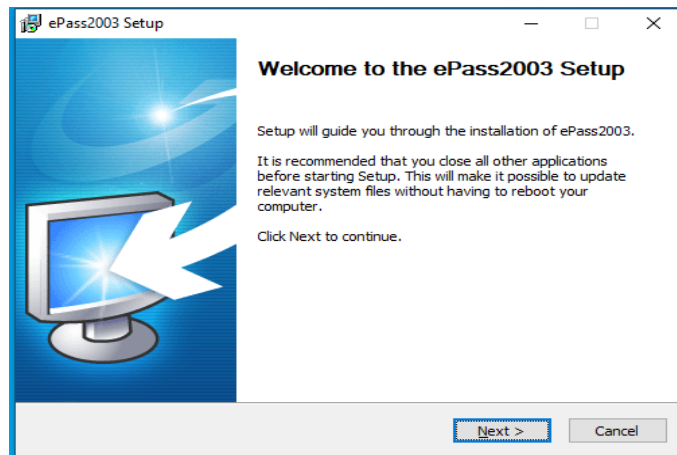 ePass2003 Setup
Welcome to the ePass2003 Setup
Setup will guide you through the installation of ePass2003.
It is recommended that you close all other applications
before starting Setup. This will make it possible to update
relevant system files without having to reboot your
computer.
Click Next to continue.
Next >
Cancel